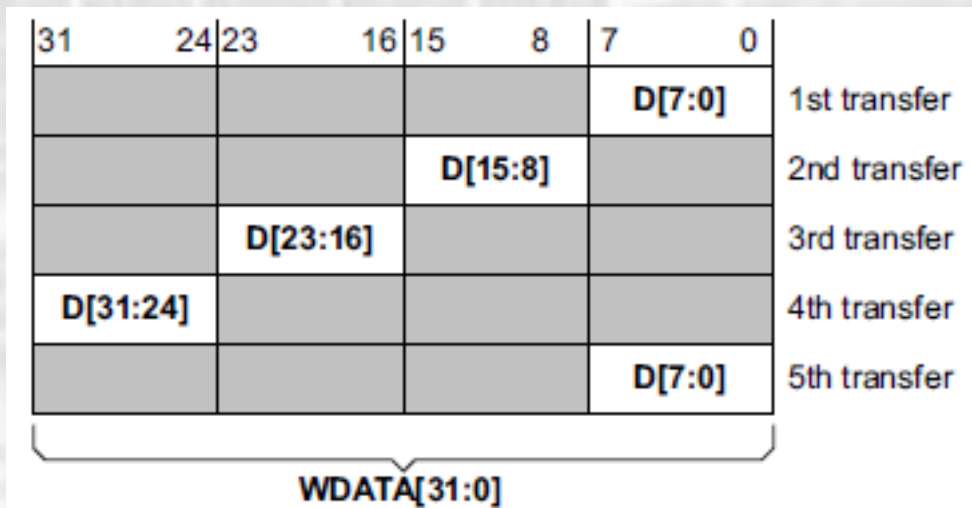 31 24 23 16 15 8 7 0
D[7:0] 1st transfer
D[15:8] 2nd transfer
D[23:16] 3rd transfer
D[31:24] 4th transfer
D[7:0] 5th transfer
WDATA[31:0]